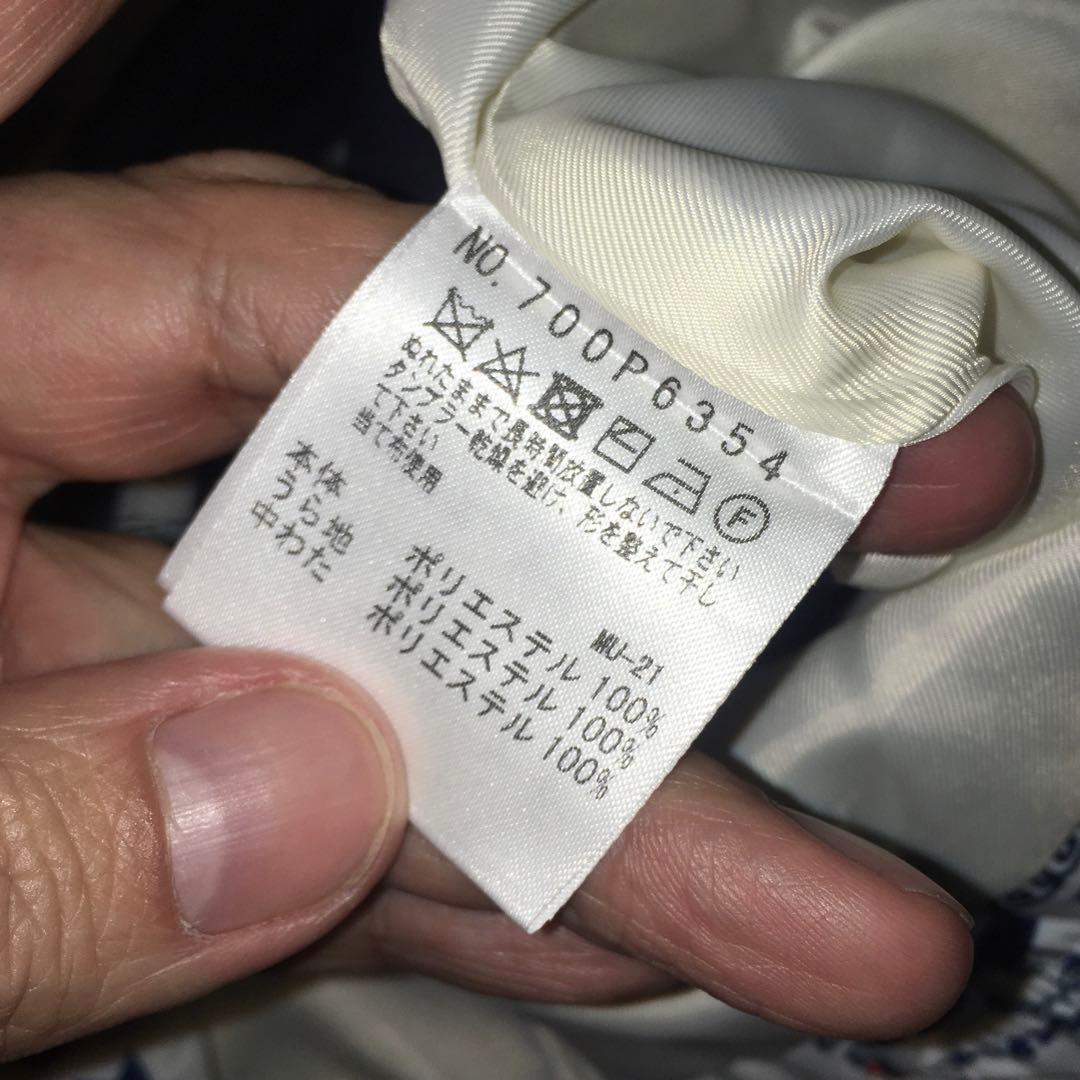 NO. 700P6354
F
ぬれたままで長時間放置しないで下さい
タンブラー乾燥を避け、形を整えて干し
て下さい
当て布使用
MU-21
本体 ポリエステル 100%
うら地 ポリエステル 100%
中わた ポリエステル 100%